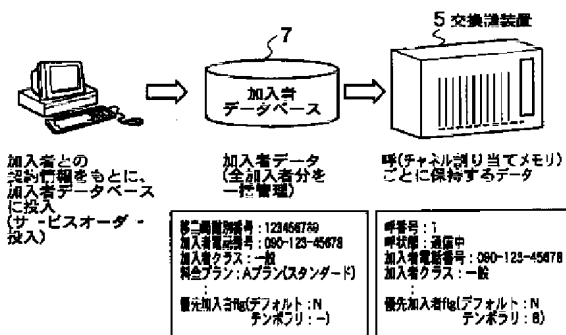 7
5 交換機装置
加入者
データベース
加入者との
契約情報をもとに、
加入者データベース
に投入
(サービスオーダ -
投入)
加入者データ
(全加入者分を
一括管理)
呼(チャネル割り当てメモリ)
ごとに保持するデータ
移動機識別番号:123456789
加入者電話番号:090-123-45678
加入者クラス:一般
料金プラン:Aプラン(スタンダード)
:
優先加入者flg(デフォルト:N
テンポラリ:-)
呼番号:1
呼状態:通信中
加入者電話番号:090-123-45678
加入者クラス:一般
:
優先加入者flg(デフォルト:N
テンポラリ:6)